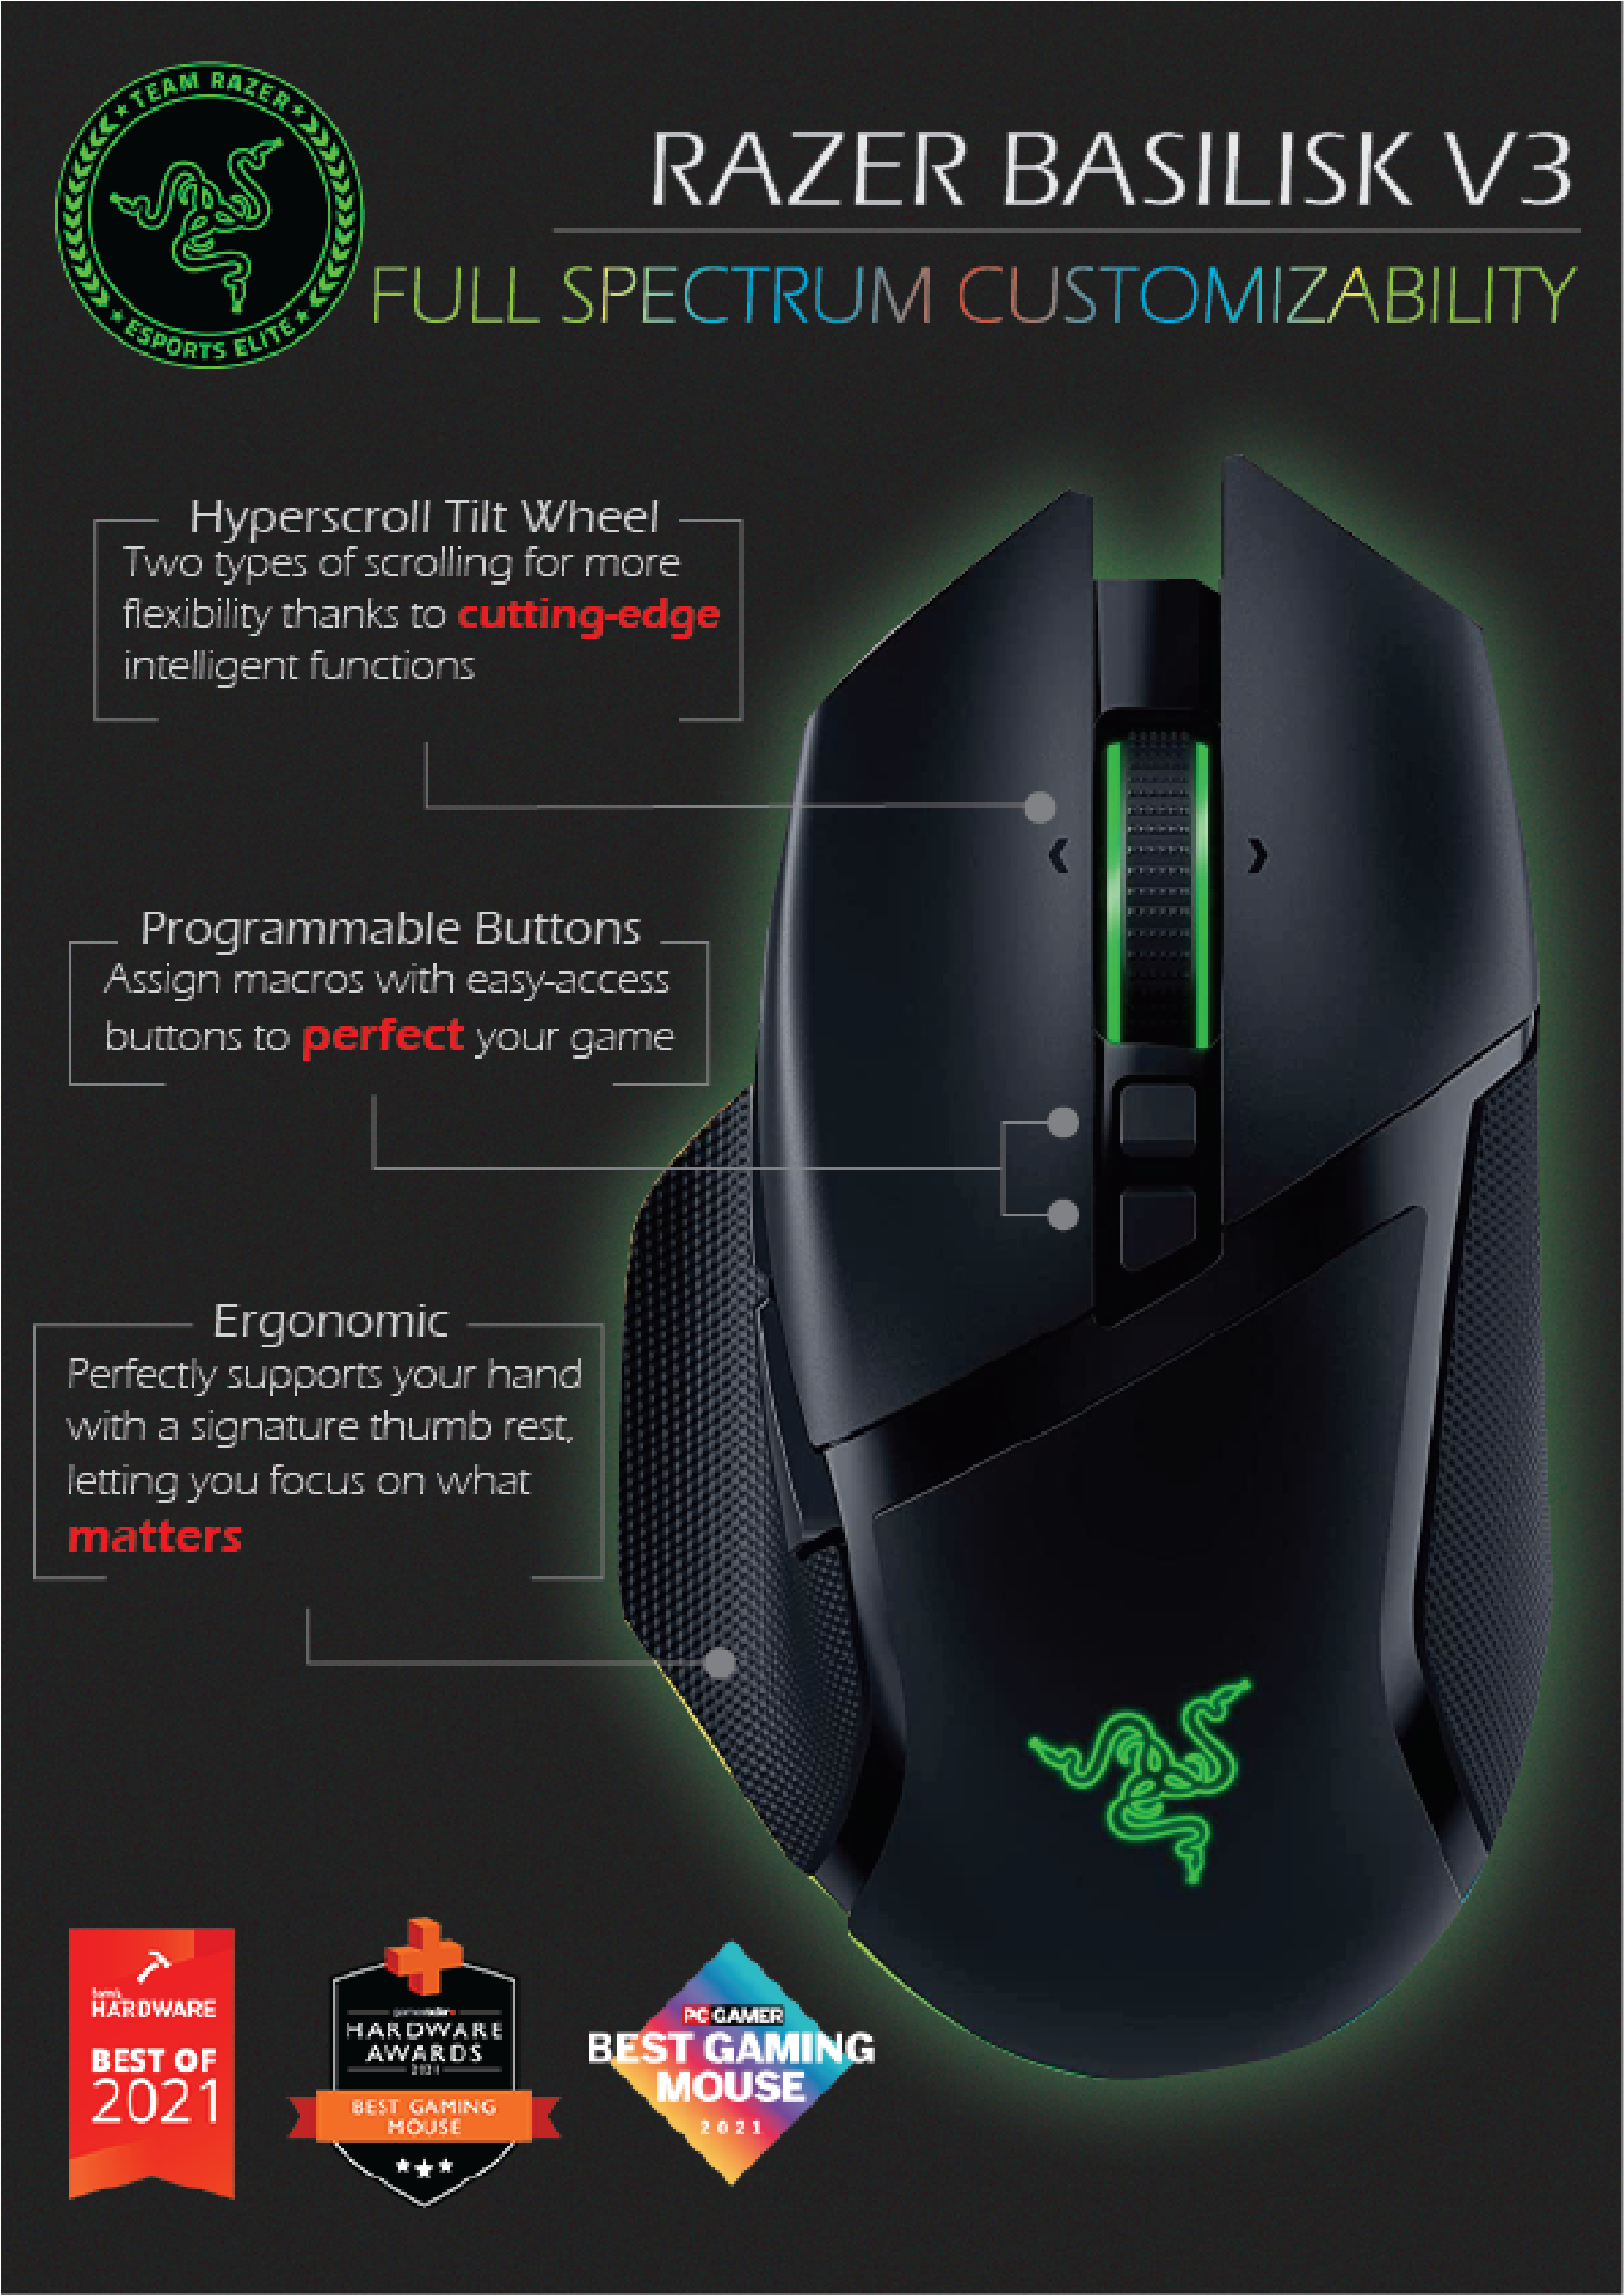 TEAM RAZER
ESPORTS ELITE
RAZER BASILISK V3
FULL SPECTRUM CUSTOMIZABILITY
Hyperscroll Tilt Wheel
Two types of scrolling for more
flexibility thanks to cutting-edge
intelligent functions
Programmable Buttons
Assign macros with easy-access
buttons to perfect your game
Ergonomic
Perfectly supports your hand
with a signature thumb rest,
letting you focus on what
matters
tom's
HARDWARE
BEST OF
2021
gamesradar+
HARDWARE
AWARDS
2021
BEST GAMING
MOUSE
PC GAMER
BEST GAMING
MOUSE
2021